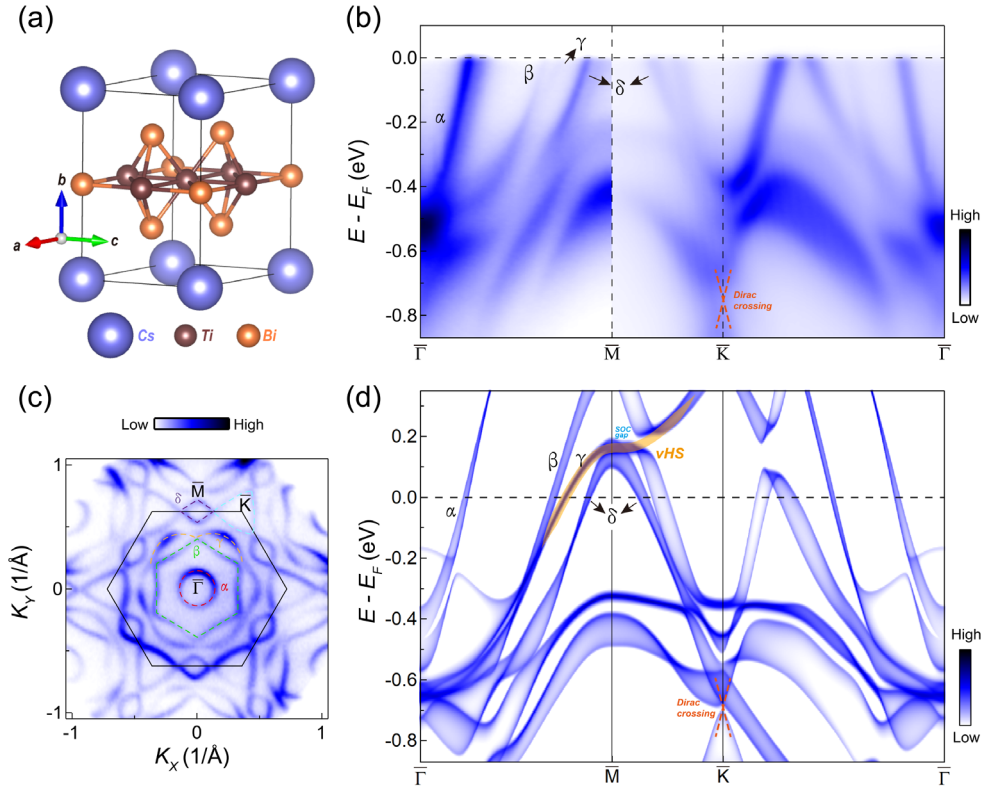 (a)
b
a
c
Cs
Ti
Bi
(b)
E - E_F (eV)
0.0
-0.2
-0.4
-0.6
-0.8
α
β
γ
δ
Dirac
crossing
High
Low
Γ̅
M̅
K̅
Γ̅
(c)
Low
High
K_Y (1/Å)
1
0
-1
δ
M̅
K̅
β
Γ̅
α
-1
0
1
K_X (1/Å)
(d)
E - E_F (eV)
0.2
0.0
-0.2
-0.4
-0.6
-0.8
α
β
γ
SOC
gap
vHS
δ
Dirac
crossing
High
Low
Γ̅
M̅
K̅
Γ̅